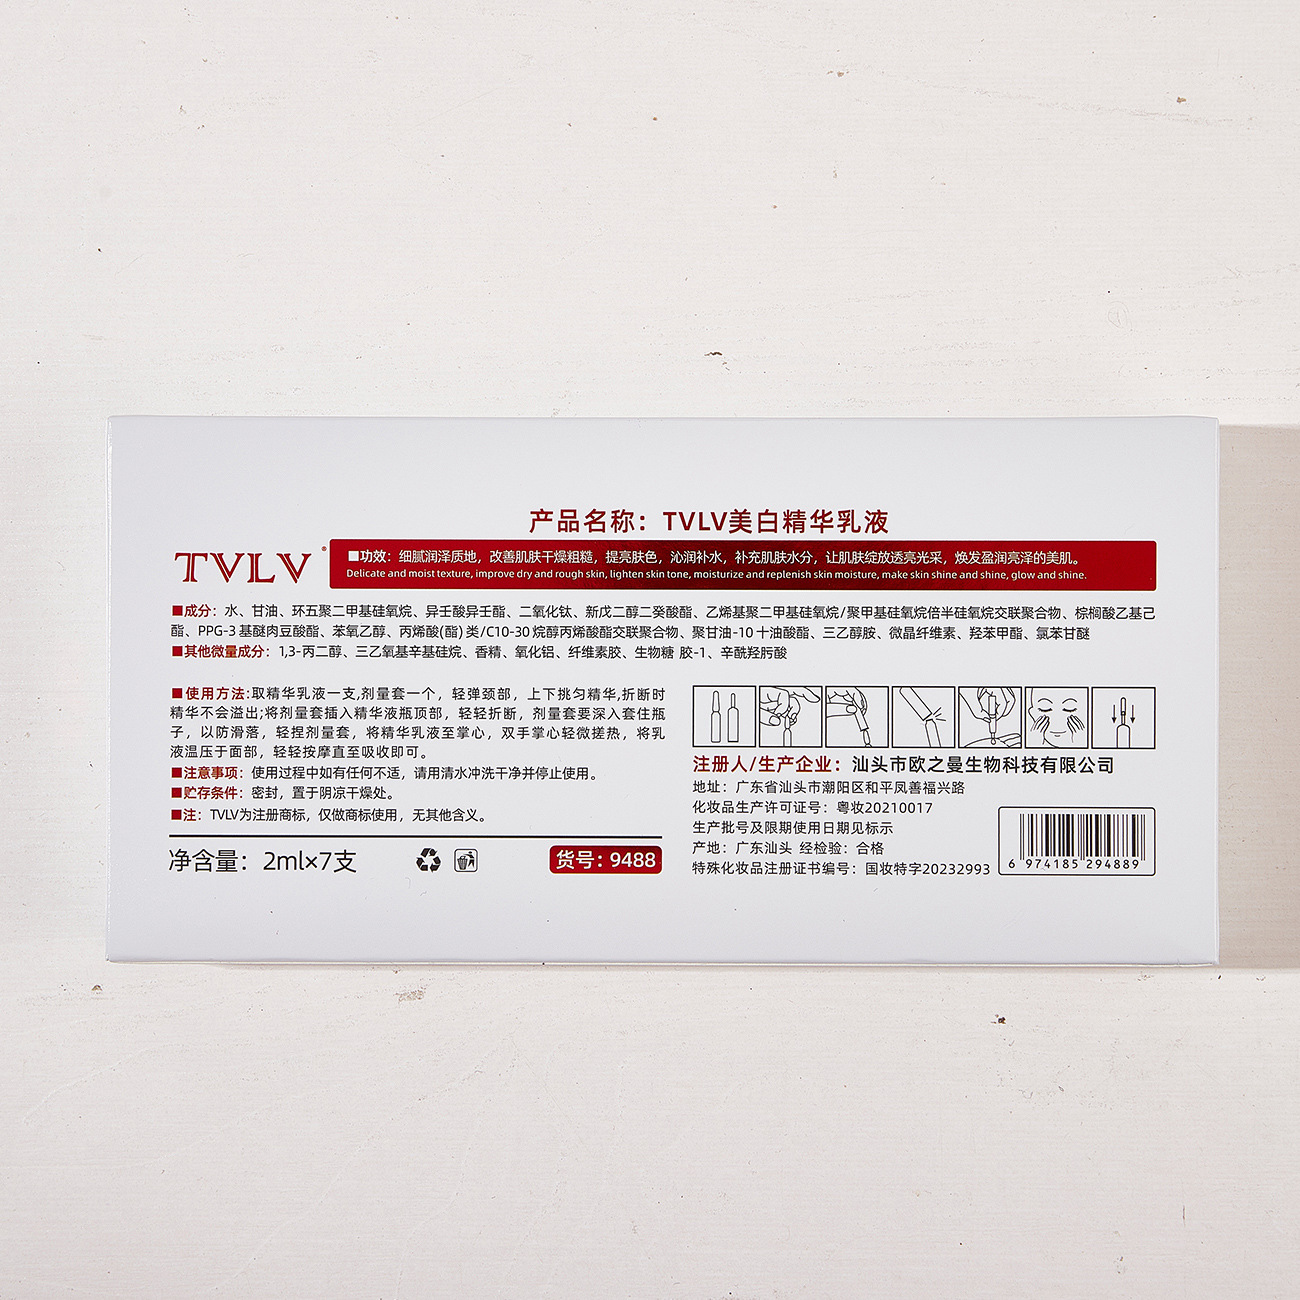 产品名称：TVLV美白精华乳液
TVLV®
■功效：细腻润泽质地，改善肌肤干燥粗糙，提亮肤色，沁润补水，补充肌肤水分，让肌肤绽放透亮光采，焕发盈润亮泽的美肌。
Delicate and moist texture, improve dry and rough skin, lighten skin tone, moisturize and replenish skin moisture, make skin shine and shine, glow and shine.
■成分：水、甘油、环五聚二甲基硅氧烷、异壬酸异壬酯、二氧化钛、新戊二醇二癸酸酯、乙烯基聚二甲基硅氧烷/聚甲基硅氧烷倍半硅氧烷交联聚合物、棕榈酸乙基己
酯、PPG-3 基醚肉豆蔻酸酯、苯氧乙醇、丙烯酸(酯) 类/C10-30 烷醇丙烯酸酯交联聚合物、聚甘油-10 十油酸酯、三乙醇胺、微晶纤维素、羟苯甲酯、氯苯甘醚
■其他微量成分：1,3-丙二醇、三乙氧基辛基硅烷、香精、氧化铝、纤维素胶、生物糖 胶-1、辛酰羟肟酸
■使用方法:取精华乳液一支,剂量套一个，轻弹颈部，上下挑匀精华,折断时
精华不会溢出;将剂量套插入精华液瓶顶部，轻轻折断，剂量套要深入套住瓶
子，以防滑落，轻捏剂量套，将精华乳液至掌心，双手掌心轻微搓热，将乳
液温压于面部，轻轻按摩直至吸收即可。
■注意事项：使用过程中如有任何不适，请用清水冲洗干净并停止使用。
■贮存条件：密封，置于阴凉干燥处。
■注：TVLV为注册商标，仅做商标使用，无其他含义。
净含量：2ml×7支
货号：9488
注册人/生产企业：汕头市欧之曼生物科技有限公司
地址：广东省汕头市潮阳区和平凤善福兴路
化妆品生产许可证号：粤妆20210017
生产批号及限期使用日期见标示
产地：广东汕头 经检验：合格
特殊化妆品注册证书编号：国妆特字20232993
6 974185 294889